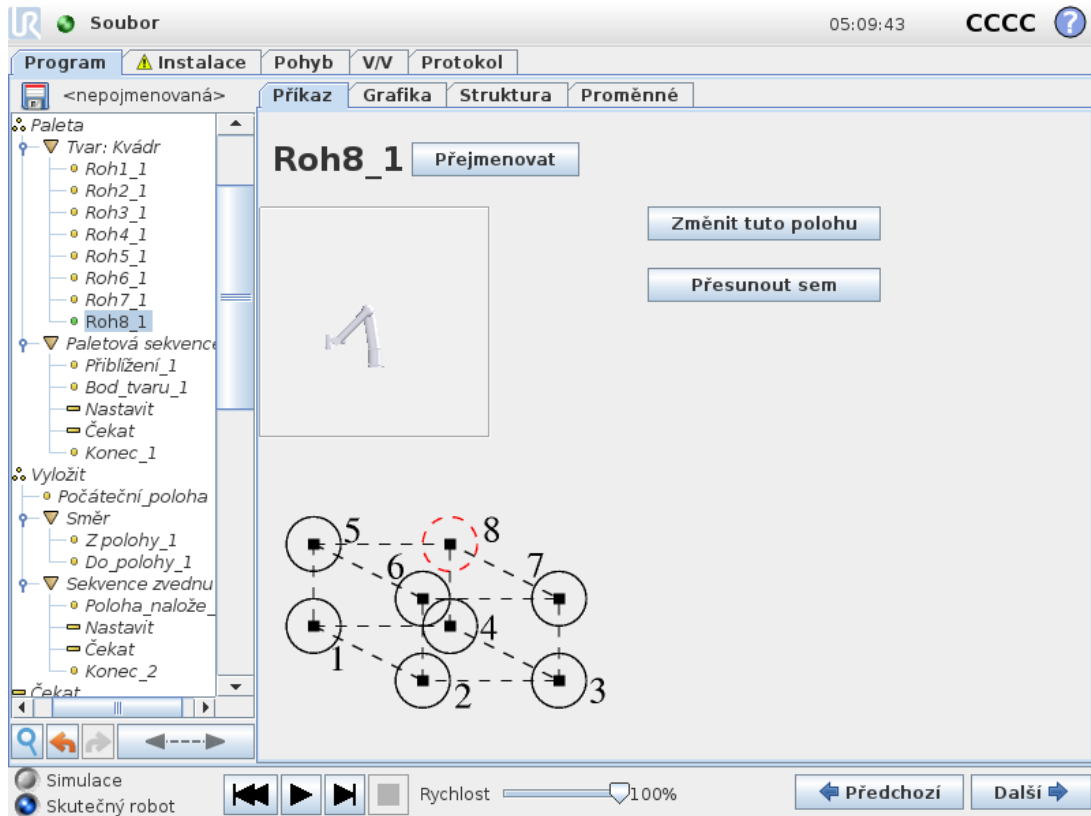 UR Soubor 05:09:43 CCCC ?
Program Instalace Pohyb V/V Protokol
<nepojmenovaná> Příkaz Grafika Struktura Proměnné
Paleta
Tvar: Kvádr
Roh1_1
Roh2_1
Roh3_1
Roh4_1
Roh5_1
Roh6_1
Roh7_1
Roh8_1
Paletová sekvence
Přiblížení_1
Bod_tvaru_1
Nastavit
Čekat
Konec_1
Vyložit
Počáteční_poloha
Směr
Z polohy_1
Do_polohy_1
Sekvence zvednu
Poloha_nalože_
Nastavit
Čekat
Konec_2
Čekat
Roh8_1 Přejmenovat
Změnit tuto polohu
Přesunout sem
5 8
6 7
4
1
2 3
Simulace
Skutečný robot
Rychlost 100%
Předchozí Další